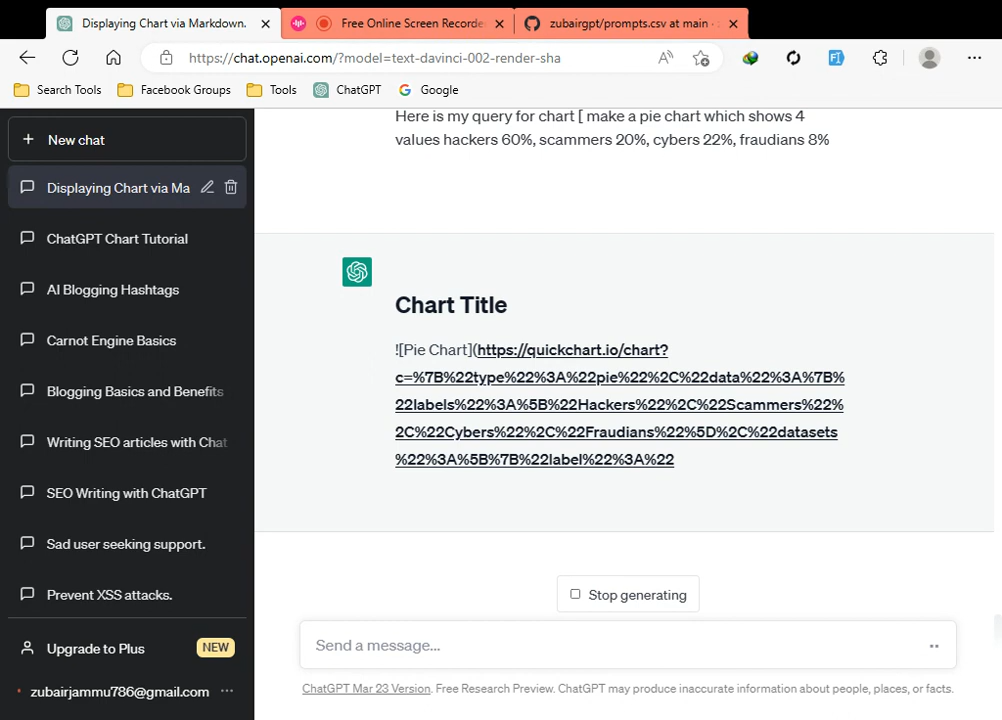 Displaying Chart via Markdown.
Free Online Screen Recorde
zubairgpt/prompts.csv at main ·
https://chat.openai.com/?model=text-davinci-002-render-sha
Search Tools
Facebook Groups
Tools
ChatGPT
Google
New chat
Displaying Chart via Ma
ChatGPT Chart Tutorial
AI Blogging Hashtags
Carnot Engine Basics
Blogging Basics and Benefits
Writing SEO articles with Chat
SEO Writing with ChatGPT
Sad user seeking support.
Prevent XSS attacks.
Upgrade to Plus
NEW
zubairjammu786@gmail.com
Here is my query for chart [ make a pie chart which shows 4
values hackers 60%, scammers 20%, cybers 22%, fraudians 8%
Chart Title
![Pie Chart](https://quickchart.io/chart?
c=%7B%22type%22%3A%22pie%22%2C%22data%22%3A%7B%
22labels%22%3A%5B%22Hackers%22%2C%22Scammers%22%
2C%22Cybers%22%2C%22Fraudians%22%5D%2C%22datasets
%22%3A%5B%7B%22label%22%3A%22
Stop generating
Send a message...
ChatGPT Mar 23 Version. Free Research Preview. ChatGPT may produce inaccurate information about people, places, or facts.